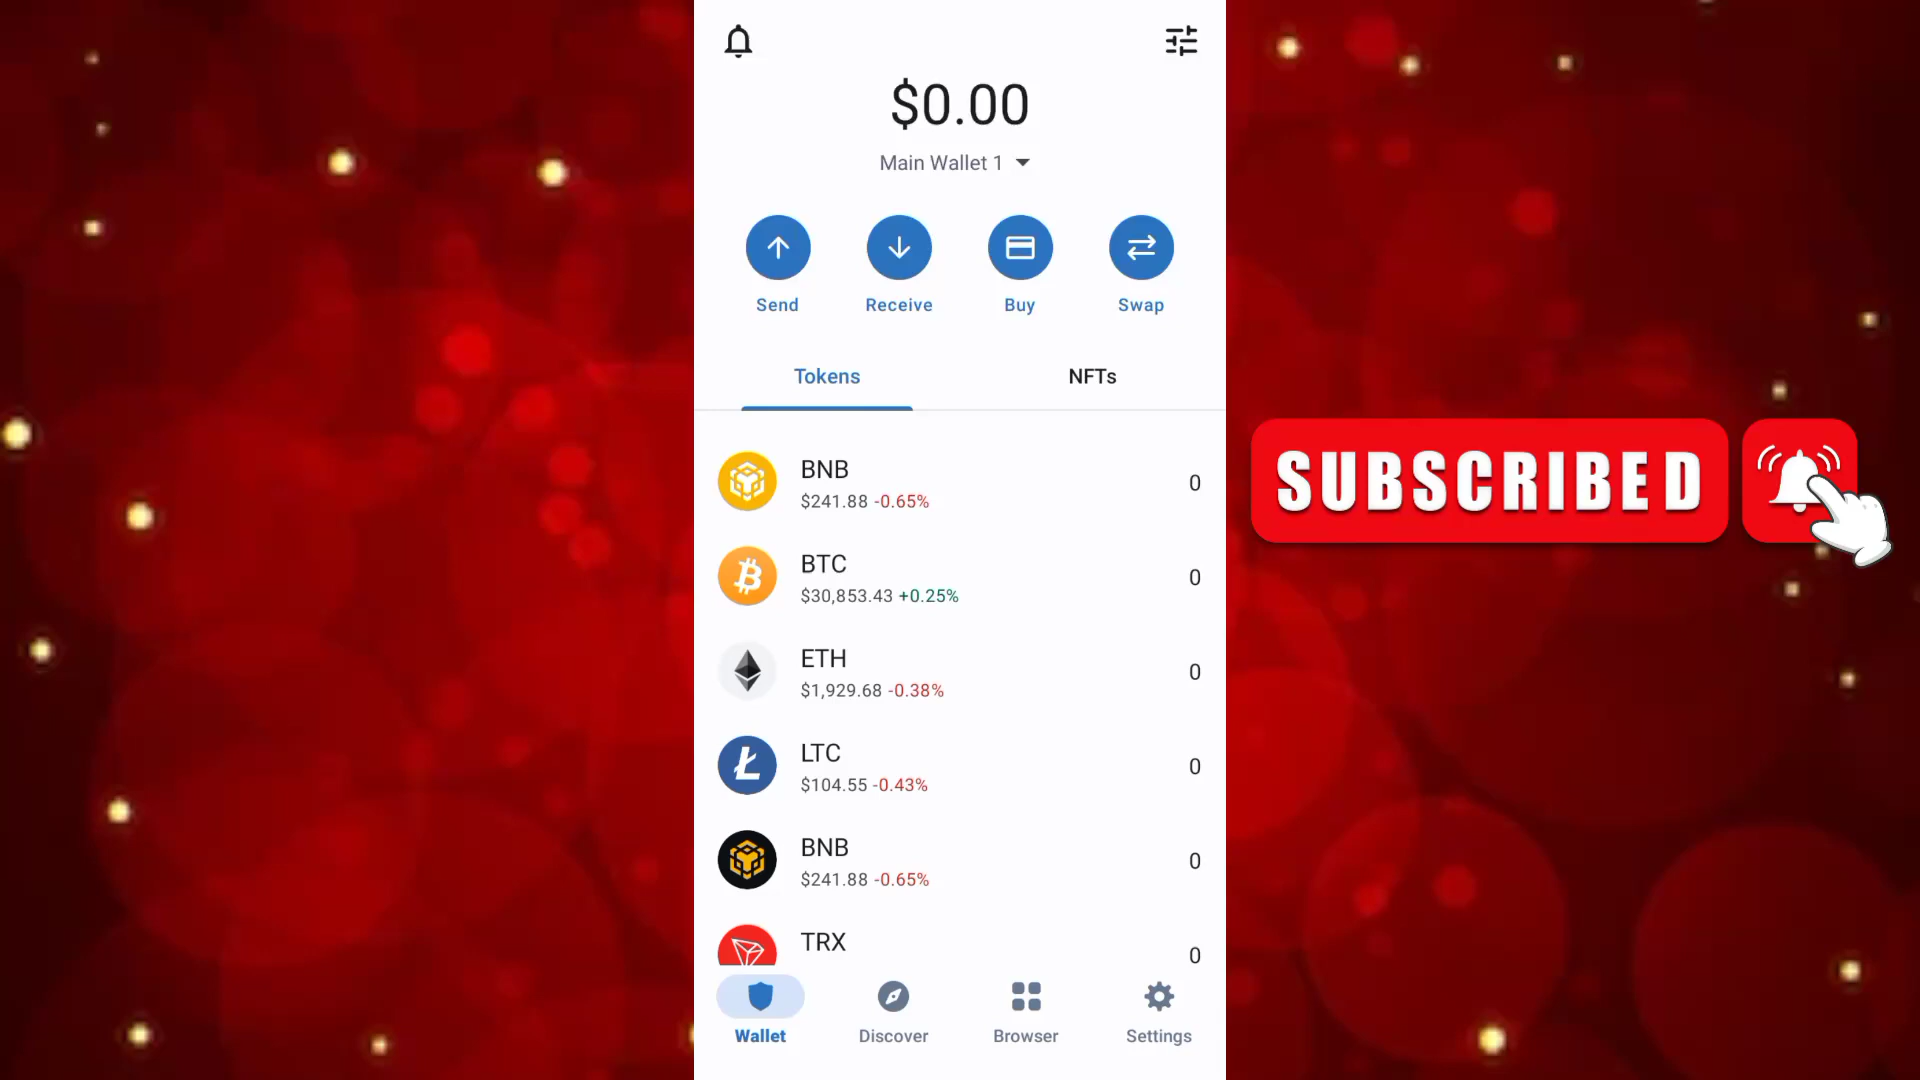 $0.00
Main Wallet 1
Send Receive Buy Swap
Tokens NFTs
BNB
$241.88 -0.65%
0
BTC
$30,853.43 +0.25%
0
ETH
$1,929.68 -0.38%
0
LTC
$104.55 -0.43%
0
BNB
$241.88 -0.65%
0
TRX
0
Wallet Discover Browser Settings
SUBSCRIBED